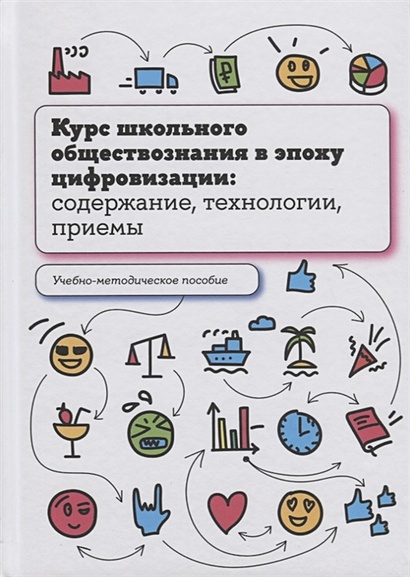 Курс школьного
обществознания в эпоху
цифровизации:
содержание, технологии,
приемы
Учебно-методическое пособие